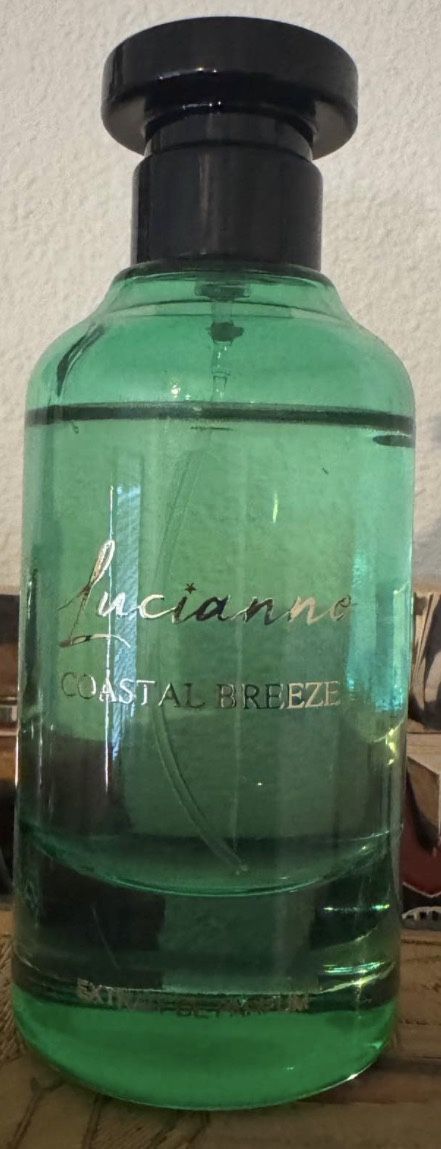 Lucianno
COASTAL BREEZE
EXTRAIT DE PARFUM